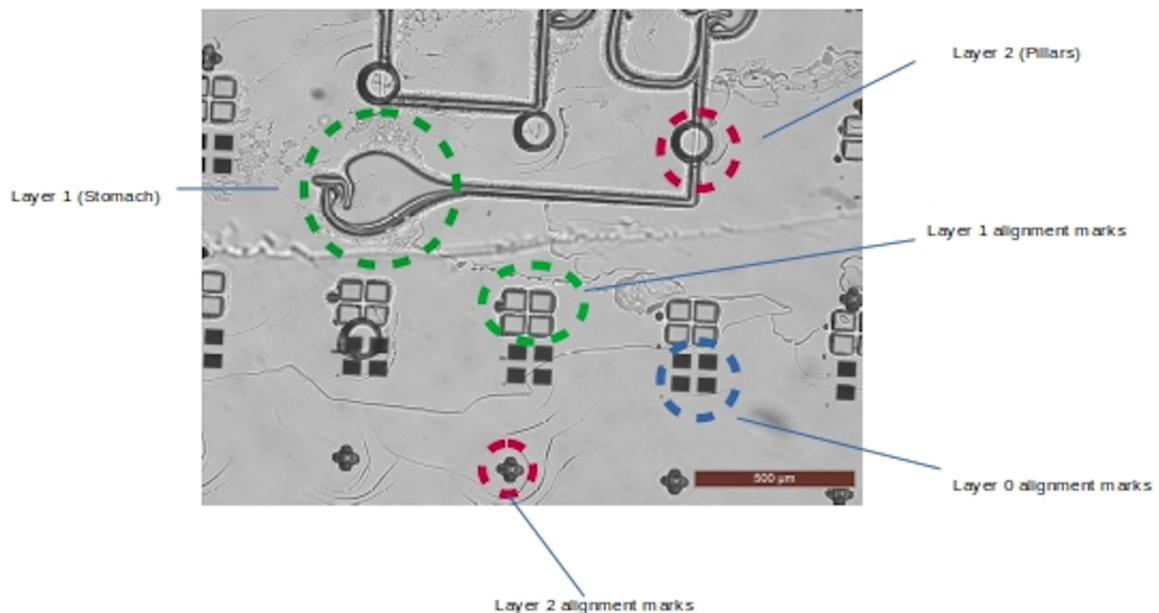 Layer 2 (Pillars)
Layer 1 (Stomach)
Layer 1 alignment marks
500 µm
Layer 0 alignment marks
Layer 2 alignment marks